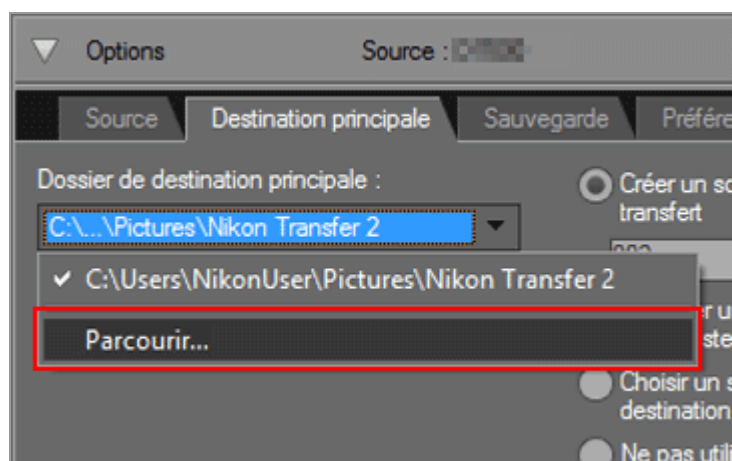 Options
Source :
Source
Destination principale
Sauvegarde
Dossier de destination principale :
C:\...\Pictures\Nikon Transfer 2
C:\Users\NikonUser\Pictures\Nikon Transfer 2
Parcourir...
Créer un
transfert
Choisir un
destination
Ne pas